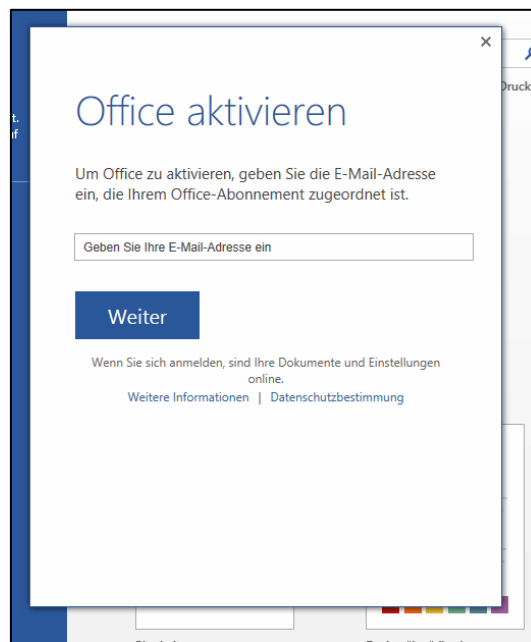 t.
uf
Druck
Office aktivieren
Um Office zu aktivieren, geben Sie die E-Mail-Adresse
ein, die Ihrem Office-Abonnement zugeordnet ist.
Geben Sie Ihre E-Mail-Adresse ein
Weiter
Wenn Sie sich anmelden, sind Ihre Dokumente und Einstellungen
online.
Weitere Informationen | Datenschutzbestimmung